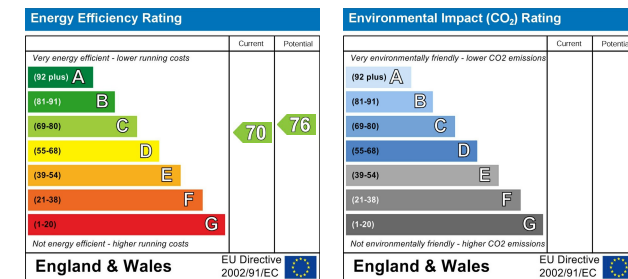 Energy Efficiency Rating
Current Potential
Very energy efficient - lower running costs
(92 plus) A
(81-91) B
(69-80) C
(55-68) D
(39-54) E
(21-38) F
(1-20) G
70 76
Not energy efficient - higher running costs
England & Wales
EU Directive
2002/91/EC
Environmental Impact (CO₂) Rating
Current Potentia
Very environmentally friendly - lower CO2 emissions
(92 plus) A
(81-91) B
(69-80) C
(55-68) D
(39-54) E
(21-38) F
(1-20) G
Not environmentally friendly - higher CO2 emissions
England & Wales
EU Directive
2002/91/EC